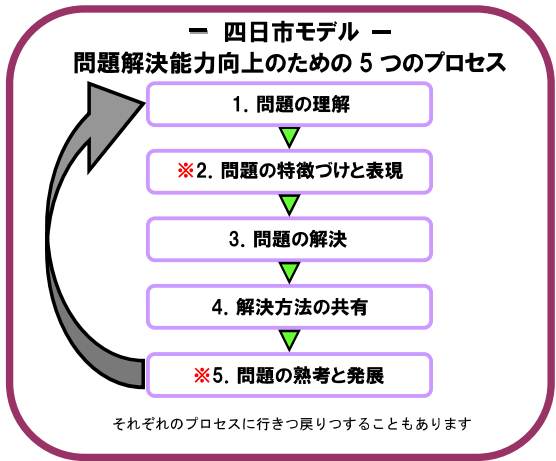 － 四日市モデル －
問題解決能力向上のための 5 つのプロセス
1. 問題の理解
※2. 問題の特徴づけと表現
3. 問題の解決
4. 解決方法の共有
※5. 問題の熟考と発展
それぞれのプロセスに行きつ戻りつすることもあります